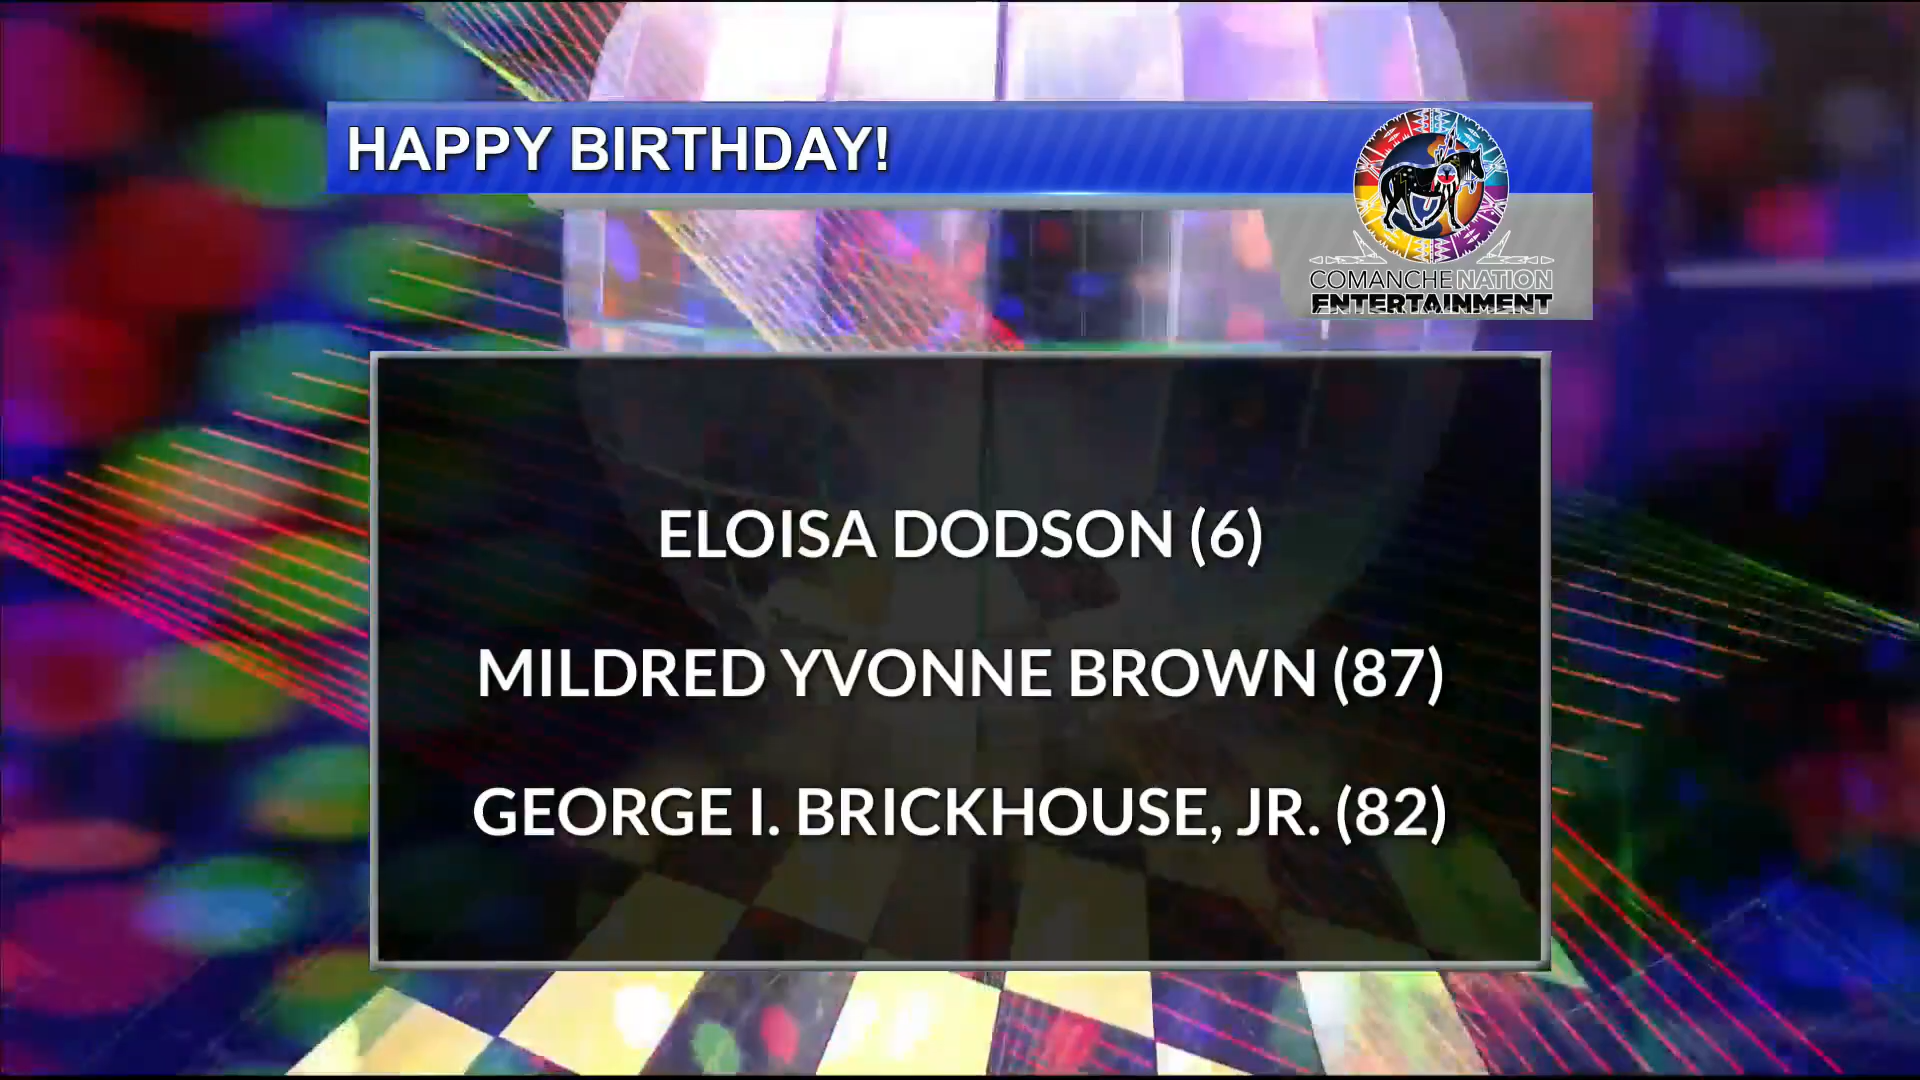 HAPPY BIRTHDAY!
COMANCHE NATION
ENTERTAINMENT
ELOISA DODSON (6)
MILDRED YVONNE BROWN (87)
GEORGE I. BRICKHOUSE, JR. (82)